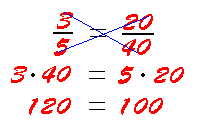 3/5 = 20/40
3 · 40 = 5 · 20
120 = 100